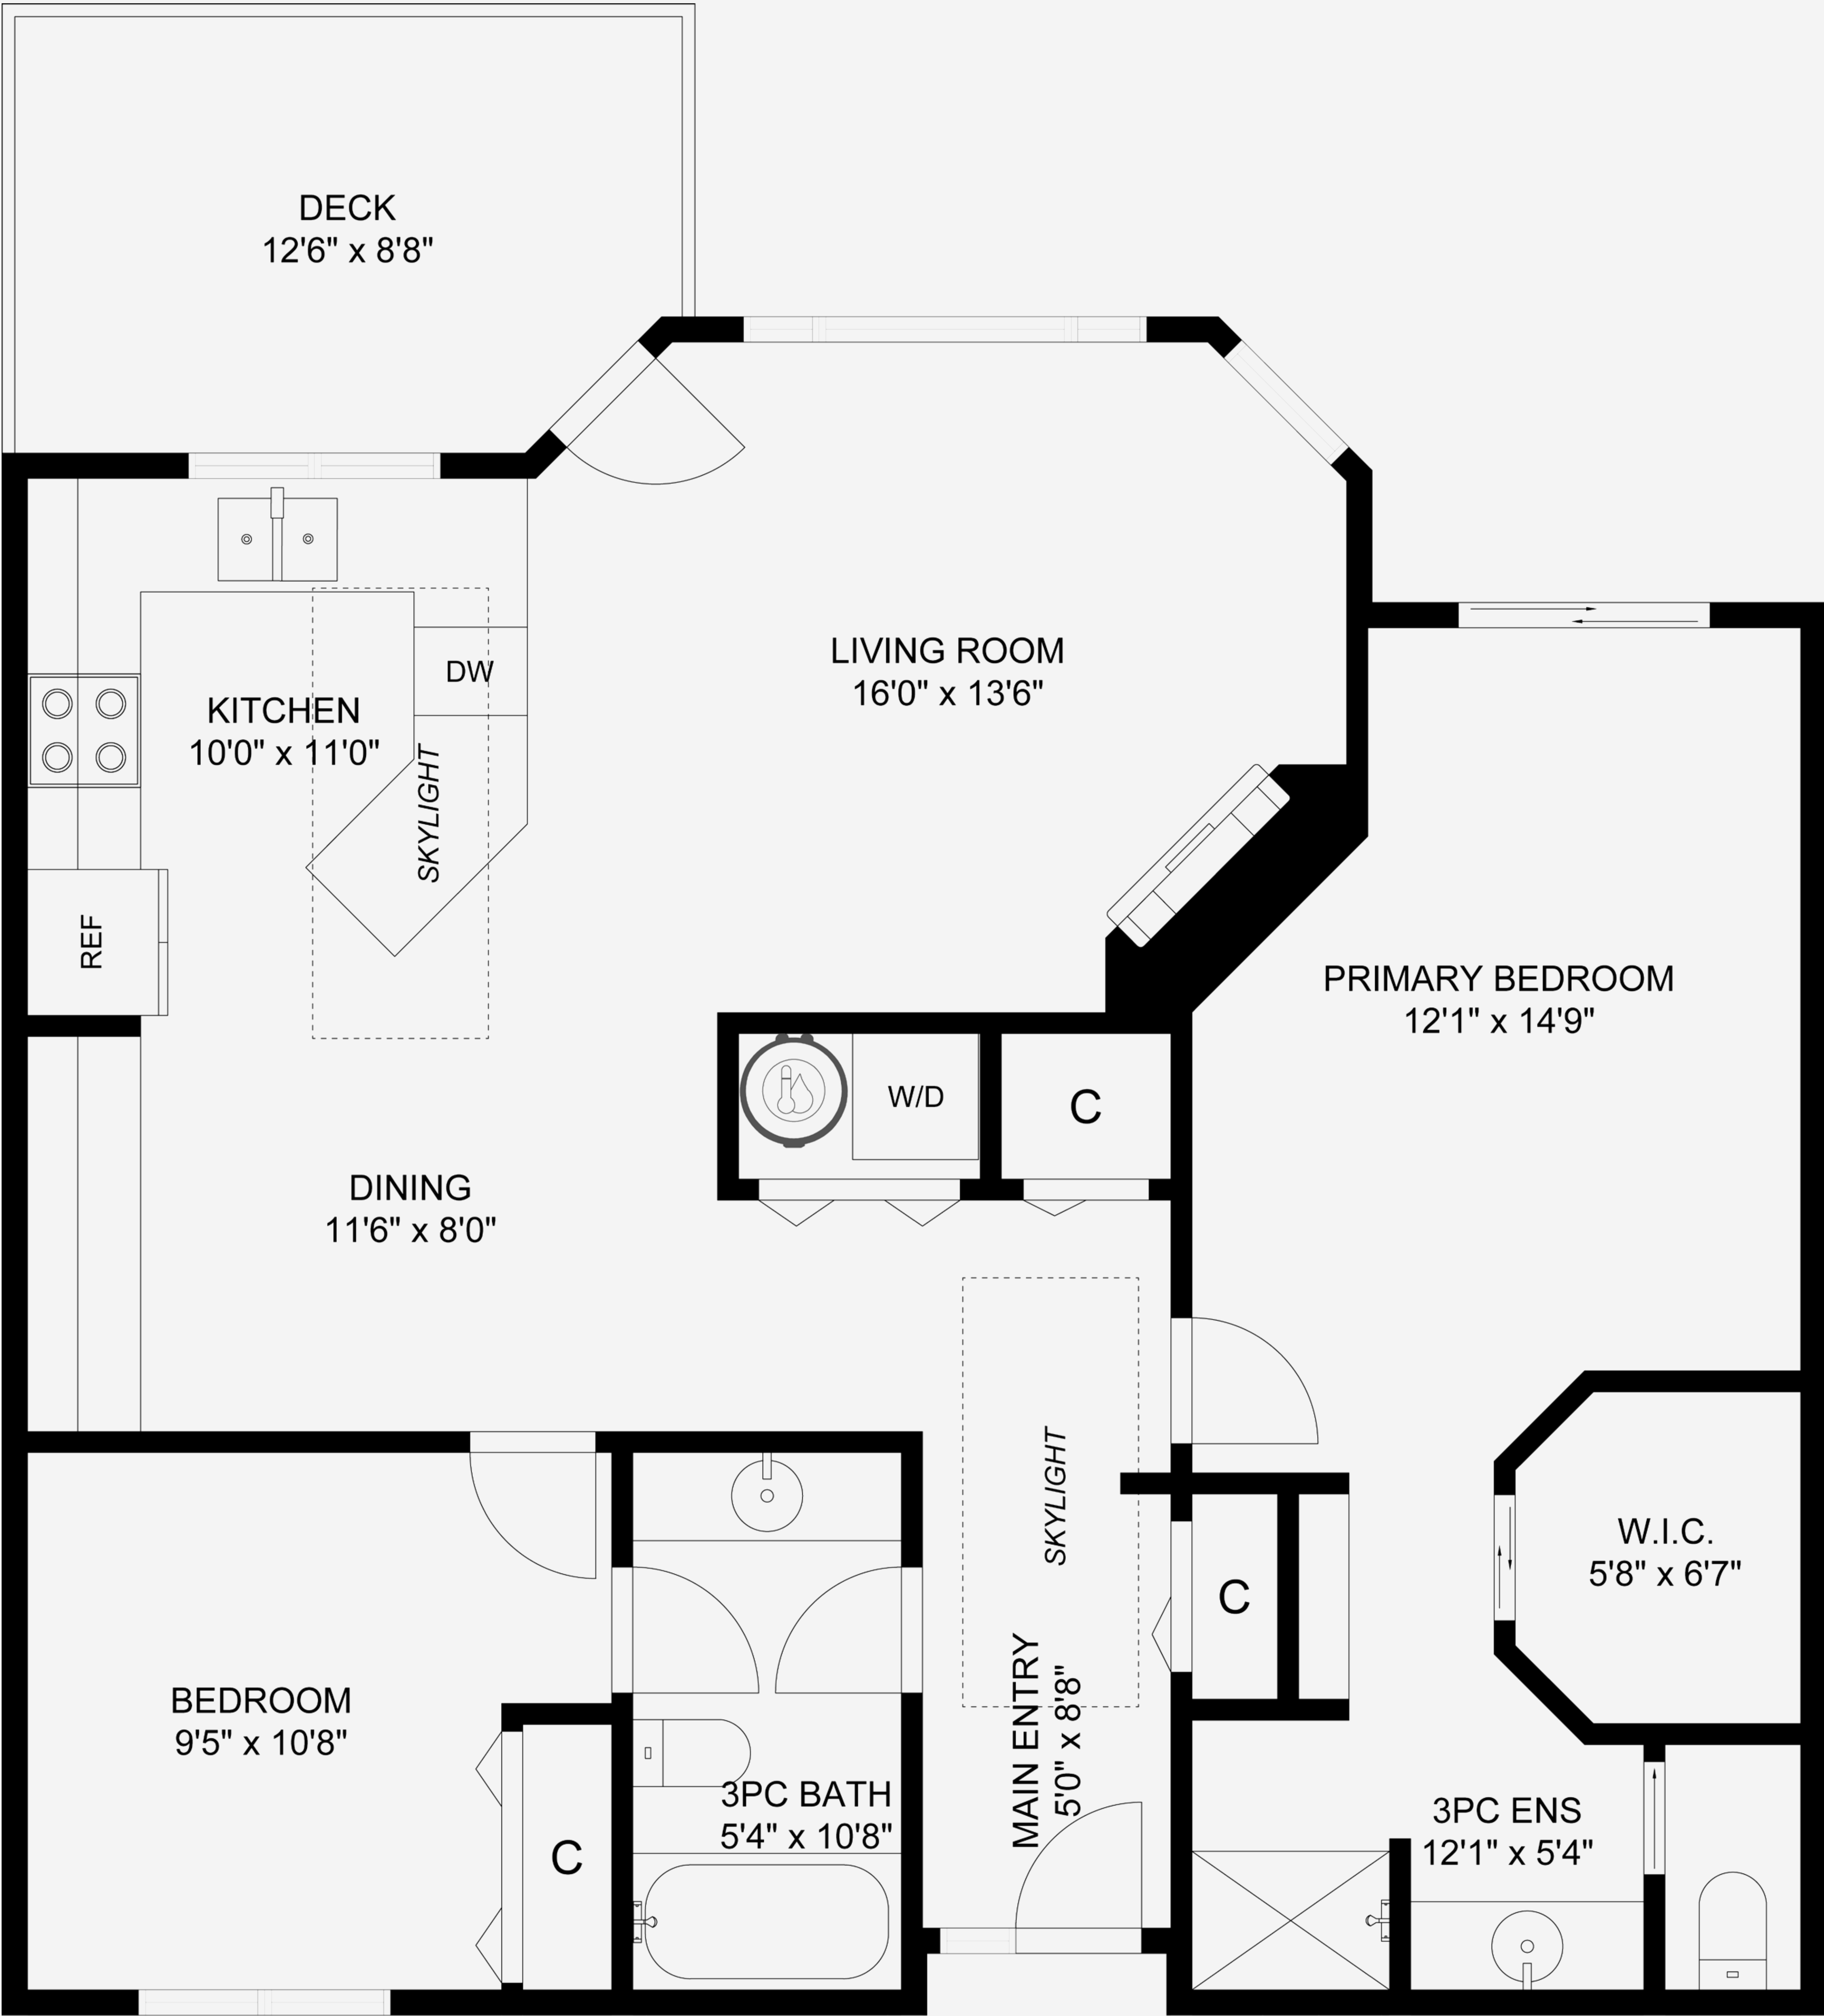 DECK
12'6" x 8'8"
LIVING ROOM
16'0" x 13'6"
DW
KITCHEN
10'0" x 11'0"
SKYLIGHT
REF
PRIMARY BEDROOM
12'1" x 14'9"
W/D
C
DINING
11'6" x 8'0"
SKYLIGHT
W.I.C.
5'8" x 6'7"
C
BEDROOM
9'5" x 10'8"
MAIN ENTRY
5'0" x 8'8"
3PC BATH
5'4" x 10'8"
3PC ENS
12'1" x 5'4"
C